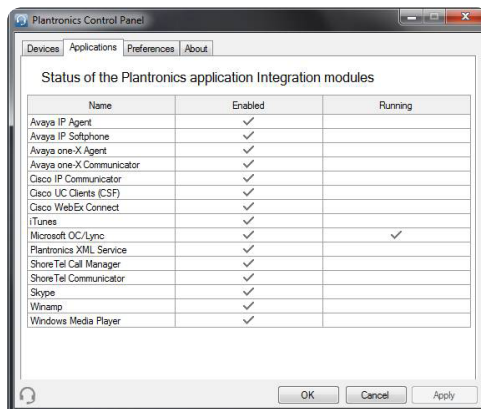 Plantronics Control Panel
Devices Applications Preferences About
Status of the Plantronics application Integration modules
Name Enabled Running
Avaya IP Agent
Avaya IP Softphone
Avaya one-X Agent
Avaya one-X Communicator
Cisco IP Communicator
Cisco UC Clients (CSF)
Cisco WebEx Connect
iTunes
Microsoft OC/Lync
Plantronics XML Service
ShoreTel Call Manager
ShoreTel Communicator
Skype
Winamp
Windows Media Player
OK Cancel Apply